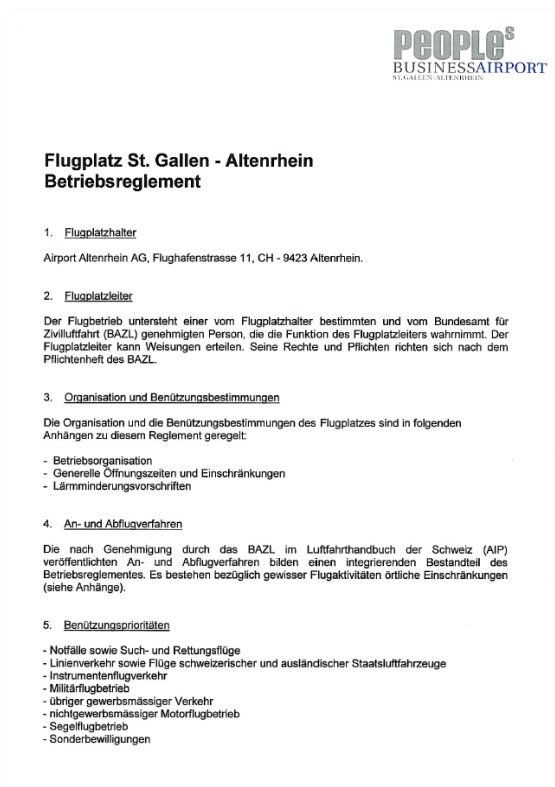 PEOPLEs
BUSINESSAIRPORT
ST.GALLEN-ALTENRHEIN
Flugplatz St. Gallen - Altenrhein
Betriebsreglement
1. Flugplatzhalter
Airport Altenrhein AG, Flughafenstrasse 11, CH - 9423 Altenrhein.
2. Flugplatzleiter
Der Flugbetrieb untersteht einer vom Flugplatzhalter bestimmten und vom Bundesamt für
Zivilluftfahrt (BAZL) genehmigten Person, die die Funktion des Flugplatzleiters wahrnimmt. Der
Flugplatzleiter kann Weisungen erteilen. Seine Rechte und Pflichten richten sich nach dem
Pflichtenheft des BAZL.
3. Organisation und Benützungsbestimmungen
Die Organisation und die Benützungsbestimmungen des Flugplatzes sind in folgenden
Anhängen zu diesem Reglement geregelt:
- Betriebsorganisation
- Generelle Öffnungszeiten und Einschränkungen
- Lärmminderungsvorschriften
4. An- und Abflugverfahren
Die nach Genehmigung durch das BAZL im Luftfahrthandbuch der Schweiz (AIP)
veröffentlichten An- und Abflugverfahren bilden einen integrierenden Bestandteil des
Betriebsreglementes. Es bestehen bezüglich gewisser Flugaktivitäten örtliche Einschränkungen
(siehe Anhänge).
5. Benützungsprioritäten
- Notfälle sowie Such- und Rettungsflüge
- Linienverkehr sowie Flüge schweizerischer und ausländischer Staatsluftfahrzeuge
- Instrumentenflugverkehr
- Militärflugbetrieb
- übriger gewerbsmässiger Verkehr
- nichtgewerbsmässiger Motorflugbetrieb
- Segelflugbetrieb
- Sonderbewilligungen